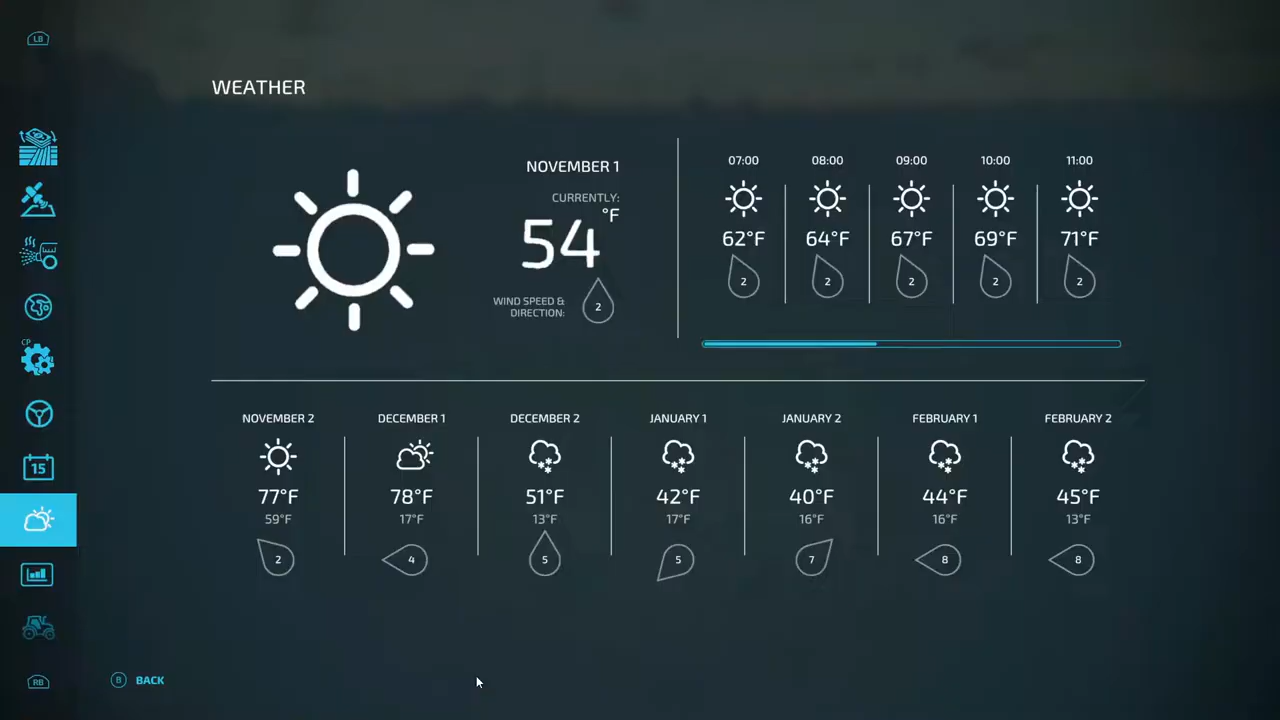 LB
WEATHER
NOVEMBER 1
CURRENTLY:
54 °F
WIND SPEED &
DIRECTION:
2
07:00 08:00 09:00 10:00 11:00
62°F 64°F 67°F 69°F 71°F
2 2 2 2 2
CP
15
NOVEMBER 2 DECEMBER 1 DECEMBER 2 JANUARY 1 JANUARY 2 FEBRUARY 1 FEBRUARY 2
77°F 78°F 51°F 42°F 40°F 44°F 45°F
59°F 17°F 13°F 17°F 16°F 16°F 13°F
2 4 5 5 7 8 8
RB
B BACK